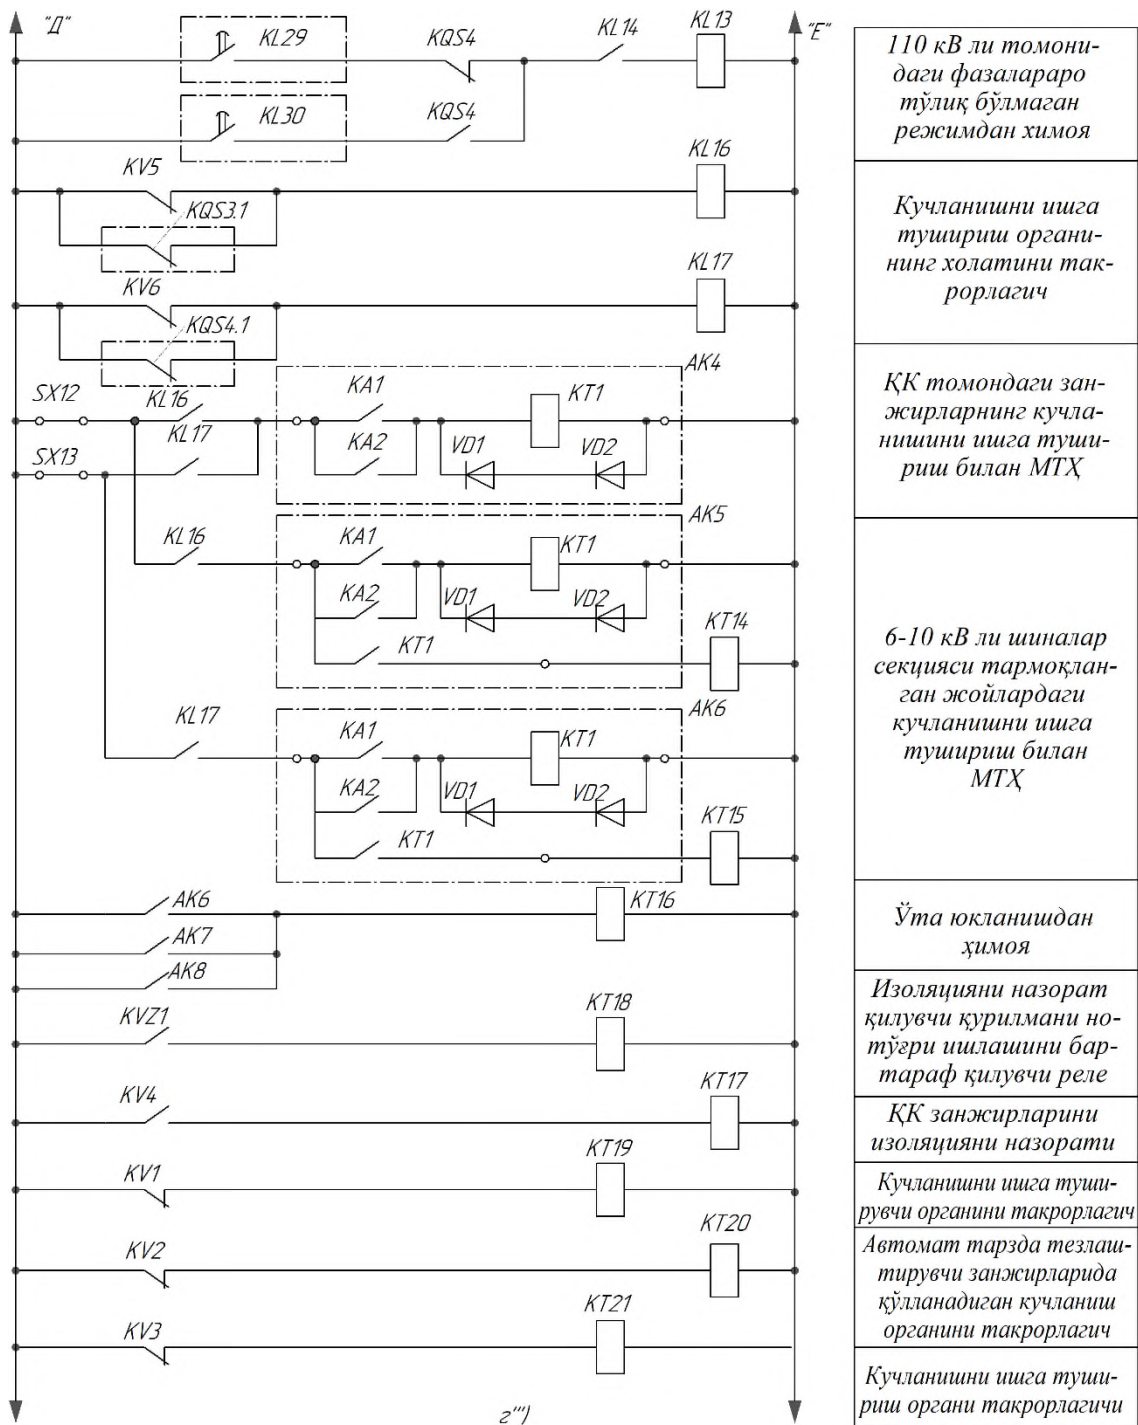 "Д"
"Е"
KL29
KQS4
KL14
KL13
KL30
KQS4
KV5
KL16
KQS3.1
KV6
KL17
KQS4.1
AK4
SX12
KL16
KA1
KT1
SX13
KL17
KA2
VD1
VD2
AK5
KL16
KA1
KT1
KA2
VD1
VD2
KT1
KT14
AK6
KL17
KA1
KT1
KA2
VD1
VD2
KT1
KT15
AK6
KT16
AK7
AK8
KVZ1
KT18
KV4
KT17
KV1
KT19
KV2
KT20
KV3
KT21
г''')
110 кВ ли томони-
даги фазалараро
тўлиқ бўлмаган
режимдан химоя
Кучланишни ишга
тушириш органи-
нинг холатини так-
рорлагич
ҚК томондаги зан-
жирларнинг кучла-
нишини ишга туши-
риш билан МТҲ
6-10 кВ ли шиналар
секцияси тармоқлан-
ган жойлардаги
кучланишни ишга
тушириш билан
МТҲ
Ўта юкланишдан
ҳимоя
Изоляцияни назорат
қилувчи қурилмани но-
тўғри ишлашини бар-
тараф қилувчи реле
ҚК занжирларини
изоляцияни назорати
Кучланишни ишга туши-
рувчи органини такрорлагич
Автомат тарзда тезлаш-
тирувчи занжирларида
қўлланадиган кучланиш
органини такрорлагич
Кучланишни ишга туши-
риш органи такрорлагичи